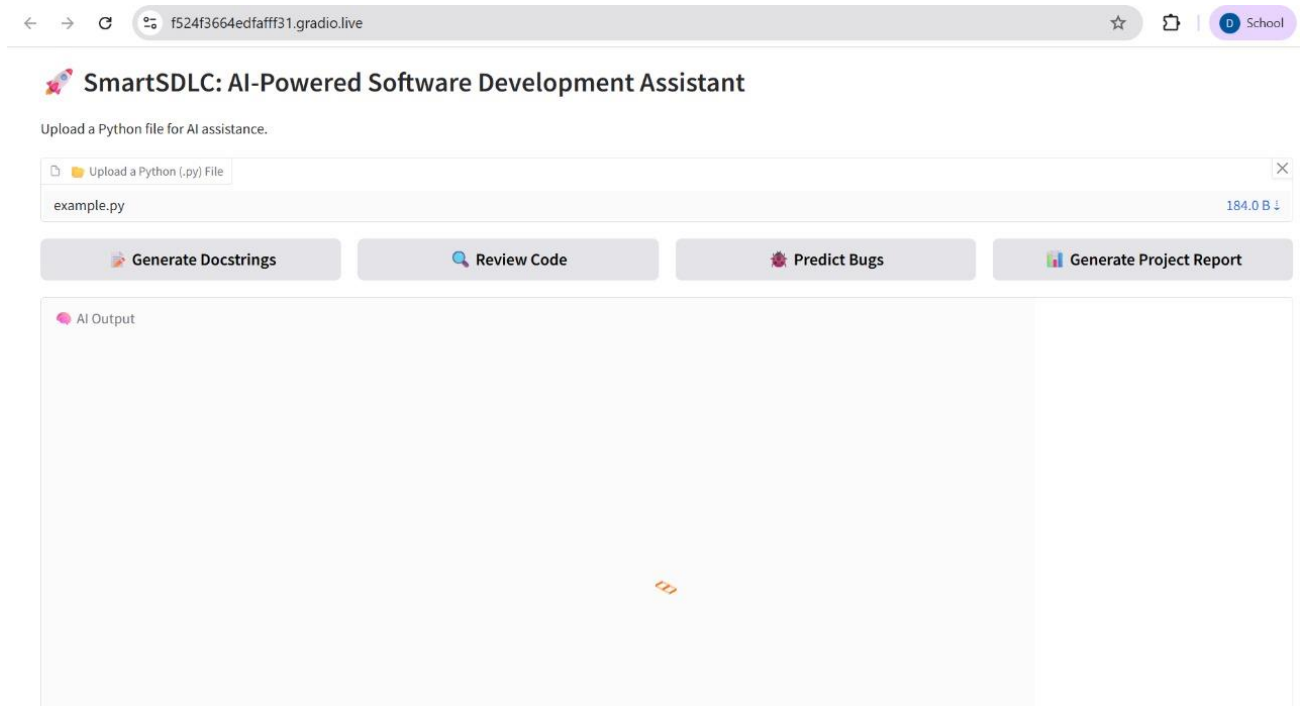 f524f3664edfafff31.gradio.live
D School
🚀 SmartSDLC: AI-Powered Software Development Assistant
Upload a Python file for AI assistance.
📁 Upload a Python (.py) File
example.py 184.0 B ↓
📝 Generate Docstrings 🔍 Review Code 🐞 Predict Bugs 📊 Generate Project Report
🧠 AI Output